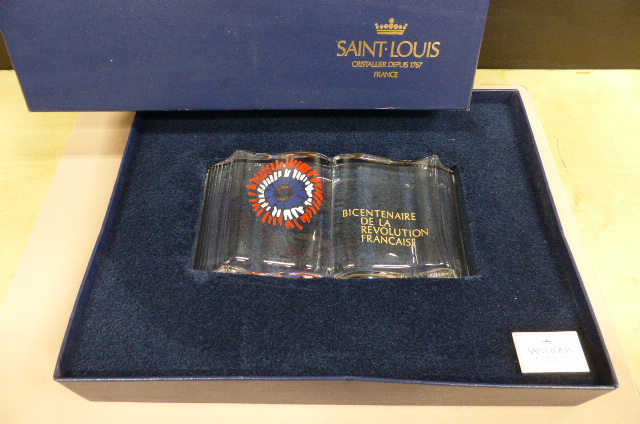 SAINT-LOUIS
CRISTALLIER DEPUIS 1767
FRANCE
BICENTENAIRE
DE LA
RÉVOLUTION
FRANÇAISE
SAINT-LOUIS